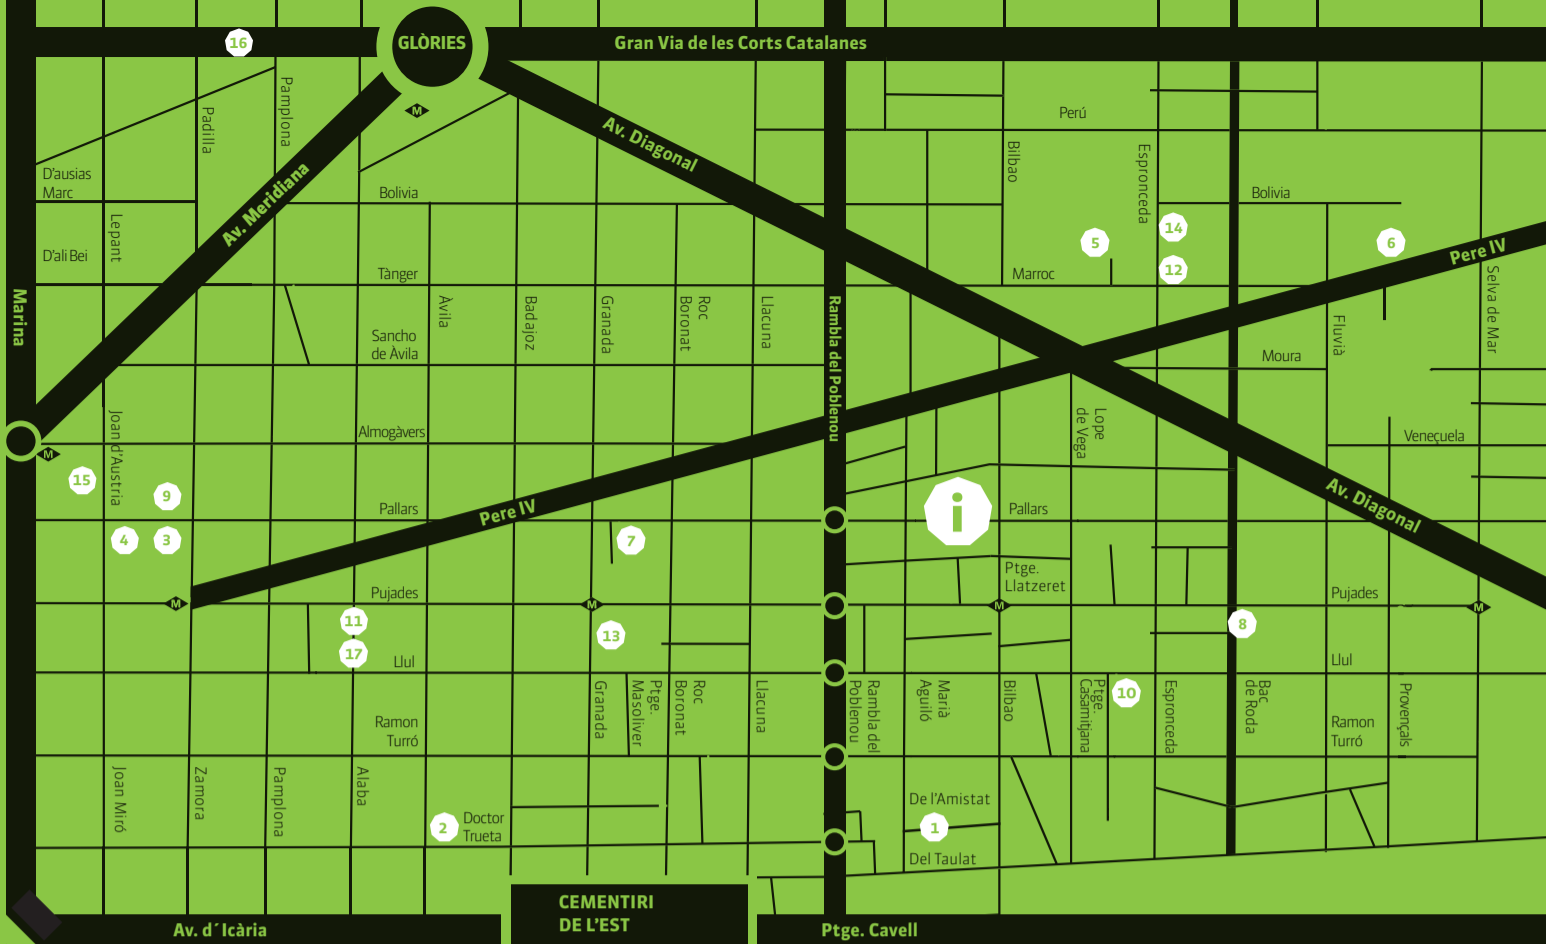 16
GLÒRIES
Gran Via de les Corts Catalanes
M
Pamplona
Padilla
Perú
Av. Diagonal
Bilbao
Espronceda
D'ausias
Marc
Av. Meridiana
Bolivia
Bolivia
Lepant
14
5
6
Pere IV
D'ali Bei
Tànger
Marroc
12
Selva de Mar
Marina
Àvila
Badajoz
Granada
Roc
Boronat
Llacuna
Rambla del Poblenou
Fluvià
Sancho
de Àvila
Moura
Joan d'Austria
Almogàvers
Lope
de Vega
Veneçuela
M
15
9
Pallars
Pere IV
i
Pallars
Av. Diagonal
4
3
7
Ptge.
Llatzeret
Pujades
Pujades
M
M
M
M
11
13
8
17
Llul
Llul
Granada
Ptge.
Masoliver
Roc
Boronat
Llacuna
Rambla del
Poblenou
Marià
Aguiló
Bilbao
Ptge.
Casamitjana
10
Espronceda
Bac
de Roda
Provençals
Ramon
Turró
Ramon
Turró
Joan Miró
Zamora
Pamplona
Alaba
De l'Amistat
2
Doctor
Trueta
1
Del Taulat
CEMENTIRI
DE L'EST
Av. d´Icària
Ptge. Cavell